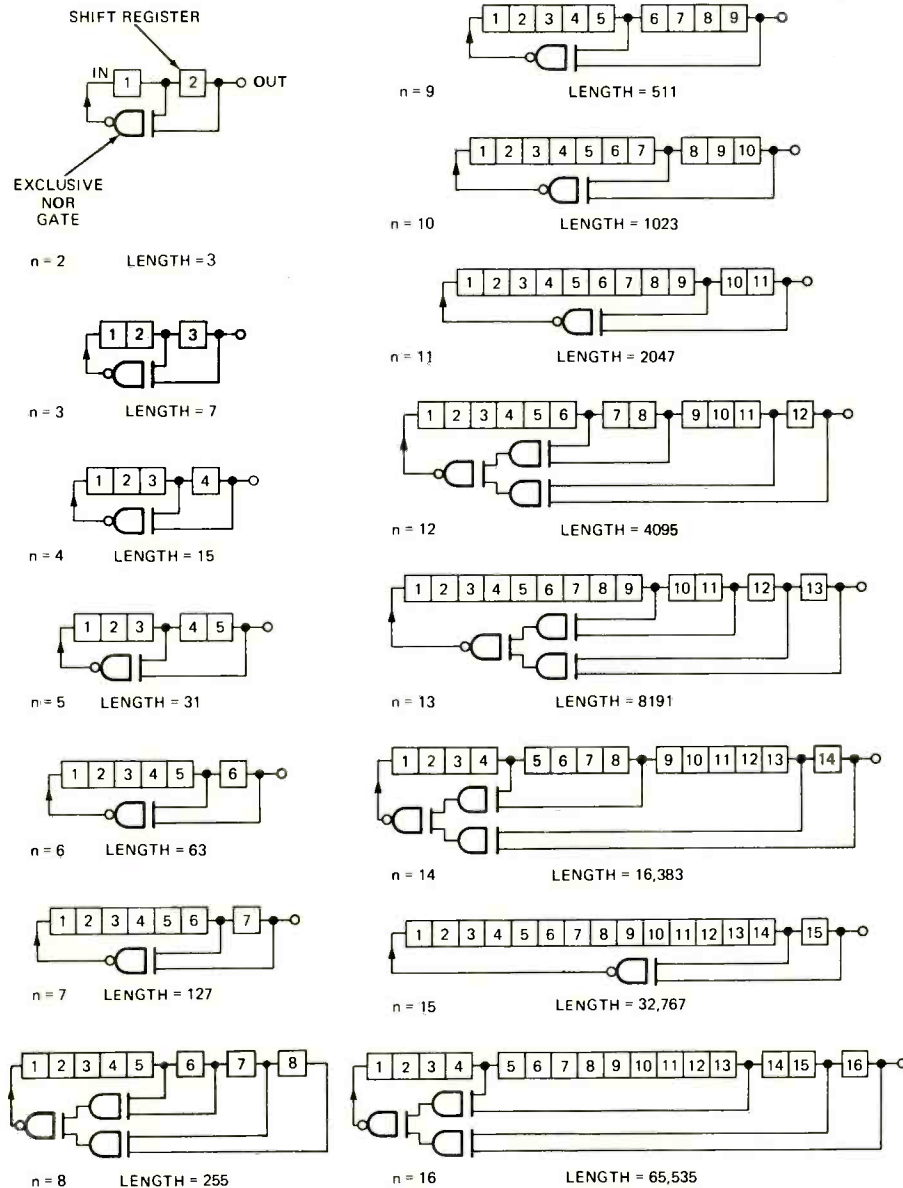 SHIFT REGISTER
IN 1 2 OUT
EXCLUSIVE
NOR
GATE
n = 2 LENGTH = 3
1 2 3
n = 3 LENGTH = 7
1 2 3 4
n = 4 LENGTH = 15
1 2 3 4 5
n = 5 LENGTH = 31
1 2 3 4 5 6
n = 6 LENGTH = 63
1 2 3 4 5 6 7
n = 7 LENGTH = 127
1 2 3 4 5 6 7 8
n = 8 LENGTH = 255
1 2 3 4 5 6 7 8 9
n = 9 LENGTH = 511
1 2 3 4 5 6 7 8 9 10
n = 10 LENGTH = 1023
1 2 3 4 5 6 7 8 9 10 11
n = 11 LENGTH = 2047
1 2 3 4 5 6 7 8 9 10 11 12
n = 12 LENGTH = 4095
1 2 3 4 5 6 7 8 9 10 11 12 13
n = 13 LENGTH = 8191
1 2 3 4 5 6 7 8 9 10 11 12 13 14
n = 14 LENGTH = 16,383
1 2 3 4 5 6 7 8 9 10 11 12 13 14 15
n = 15 LENGTH = 32,767
1 2 3 4 5 6 7 8 9 10 11 12 13 14 15 16
n = 16 LENGTH = 65,535